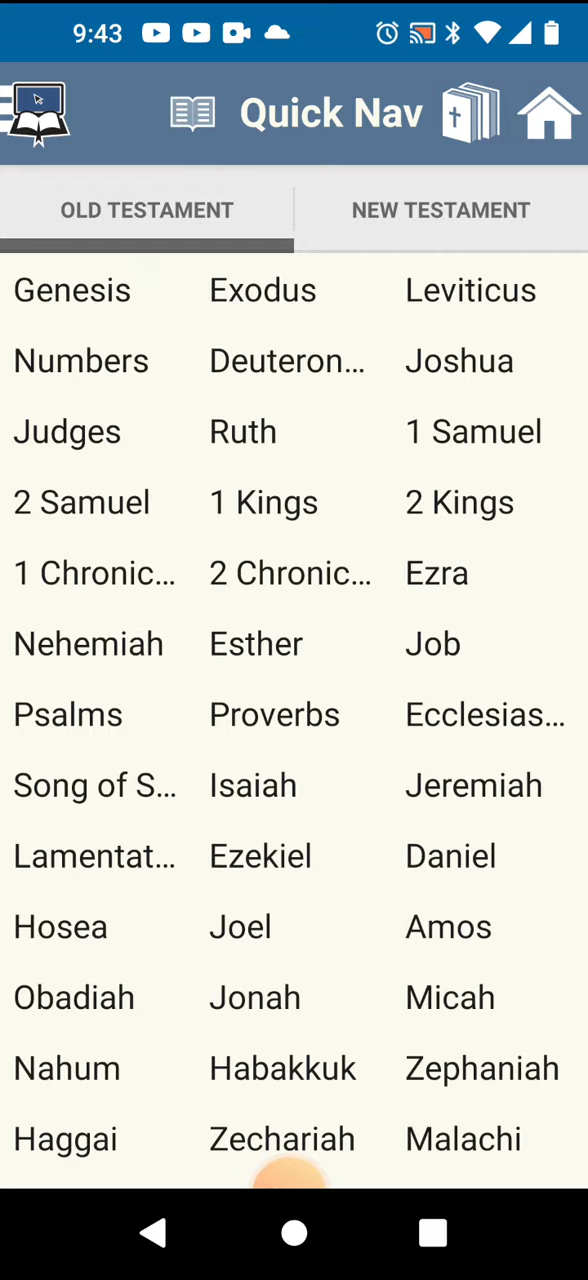 9:43
Quick Nav
OLD TESTAMENT NEW TESTAMENT
Genesis Exodus Leviticus
Numbers Deuteron... Joshua
Judges Ruth 1 Samuel
2 Samuel 1 Kings 2 Kings
1 Chronic... 2 Chronic... Ezra
Nehemiah Esther Job
Psalms Proverbs Ecclesias...
Song of S... Isaiah Jeremiah
Lamentat... Ezekiel Daniel
Hosea Joel Amos
Obadiah Jonah Micah
Nahum Habakkuk Zephaniah
Haggai Zechariah Malachi